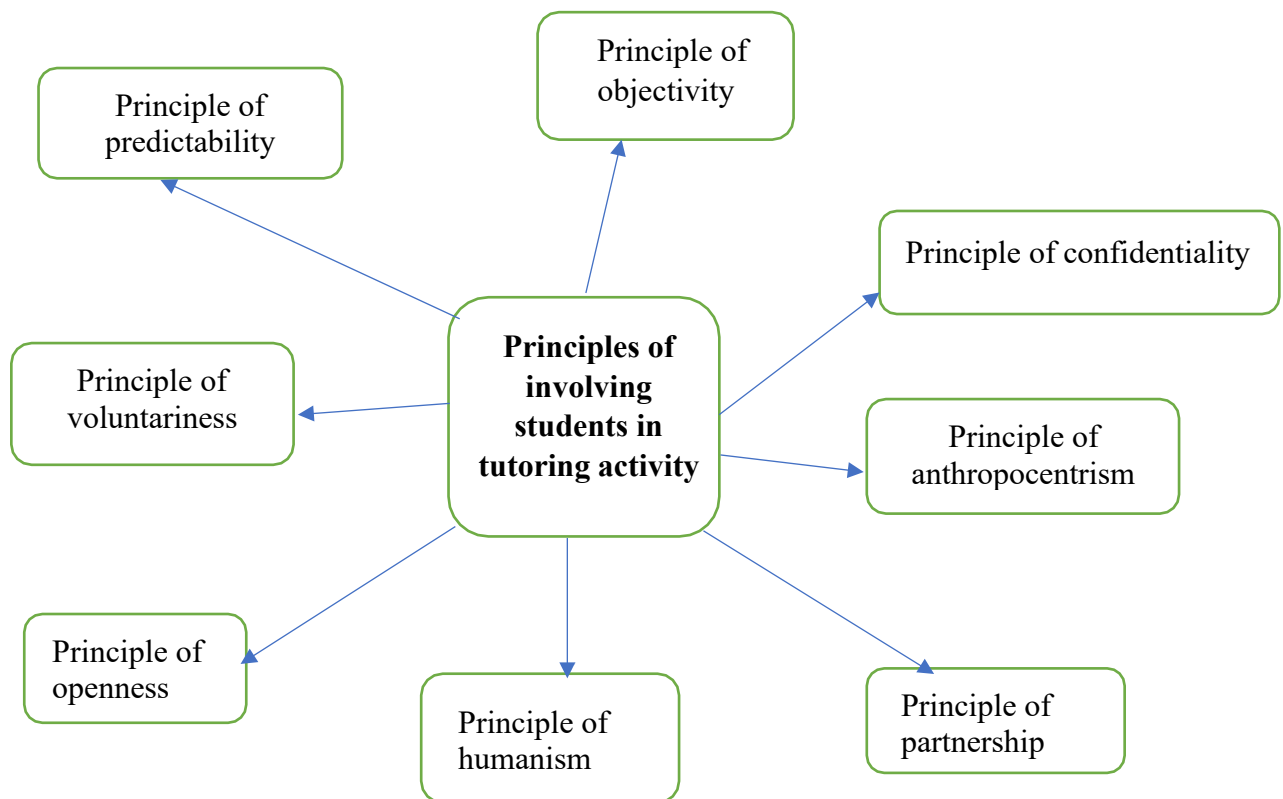 Principle of
objectivity
Principle of
predictability
Principle of confidentiality
Principles of
involving
students in
tutoring activity
Principle of
voluntariness
Principle of
anthropocentrism
Principle of
openness
Principle of
humanism
Principle of
partnership